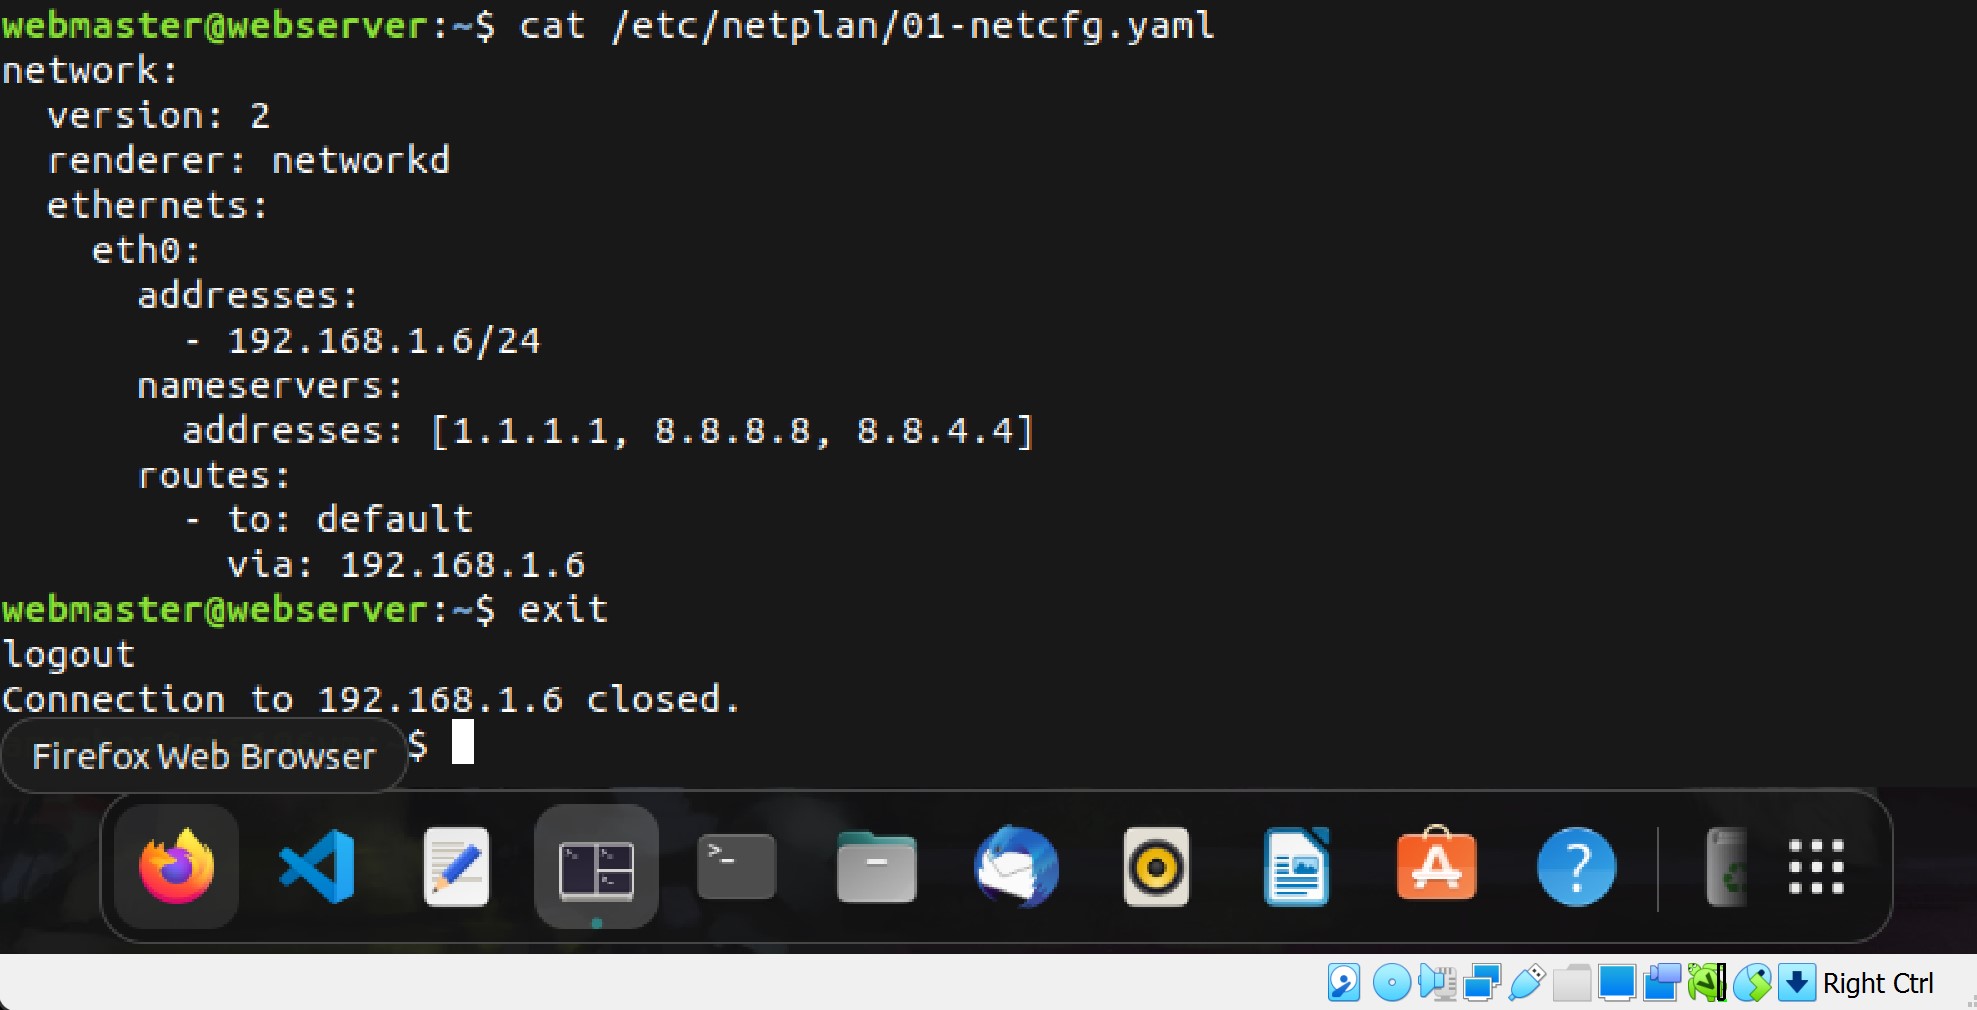 webmaster@webserver:~$ cat /etc/netplan/01-netcfg.yaml
network:
  version: 2
  renderer: networkd
  ethernets:
    eth0:
      addresses:
        - 192.168.1.6/24
      nameservers:
        addresses: [1.1.1.1, 8.8.8.8, 8.8.4.4]
      routes:
        - to: default
          via: 192.168.1.6
webmaster@webserver:~$ exit
logout
Connection to 192.168.1.6 closed.
$
Firefox Web Browser
Right Ctrl